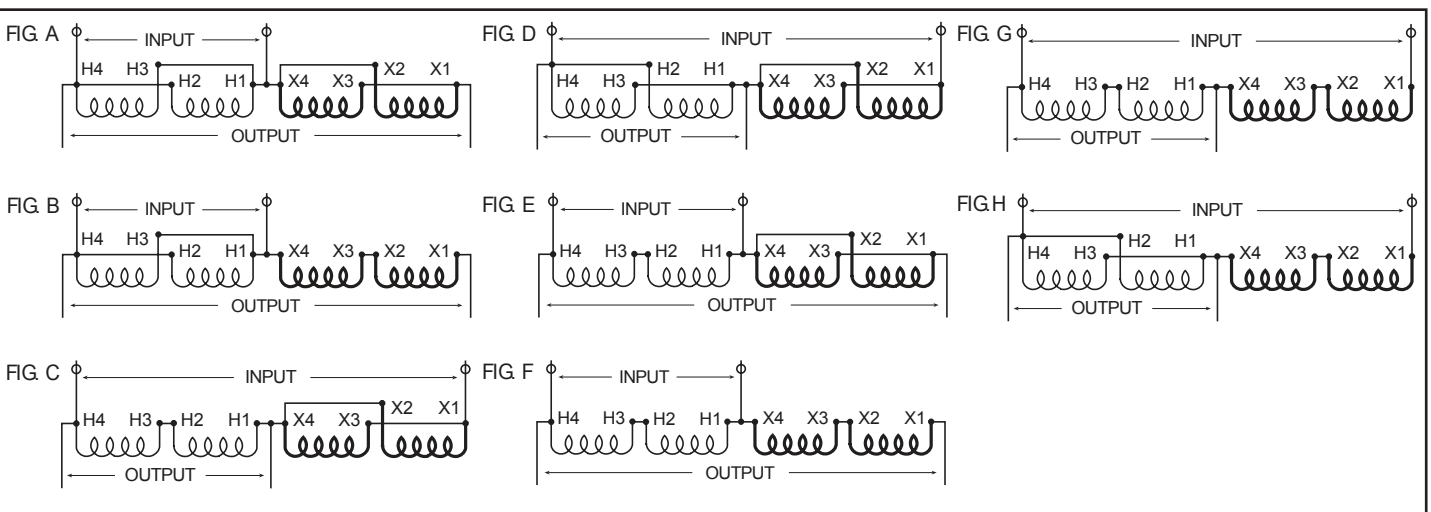 FIG. A INPUT
H4 H3 H2 H1 X4 X3 X2 X1
OUTPUT
FIG. B INPUT
H4 H3 H2 H1 X4 X3 X2 X1
OUTPUT
FIG. C INPUT
H4 H3 H2 H1 X4 X3 X2 X1
OUTPUT
FIG. D INPUT
H4 H3 H2 H1 X4 X3 X2 X1
OUTPUT
FIG. E INPUT
H4 H3 H2 H1 X4 X3 X2 X1
OUTPUT
FIG. F INPUT
H4 H3 H2 H1 X4 X3 X2 X1
OUTPUT
FIG. G INPUT
H4 H3 H2 H1 X4 X3 X2 X1
OUTPUT
FIG.H INPUT
H4 H3 H2 H1 X4 X3 X2 X1
OUTPUT